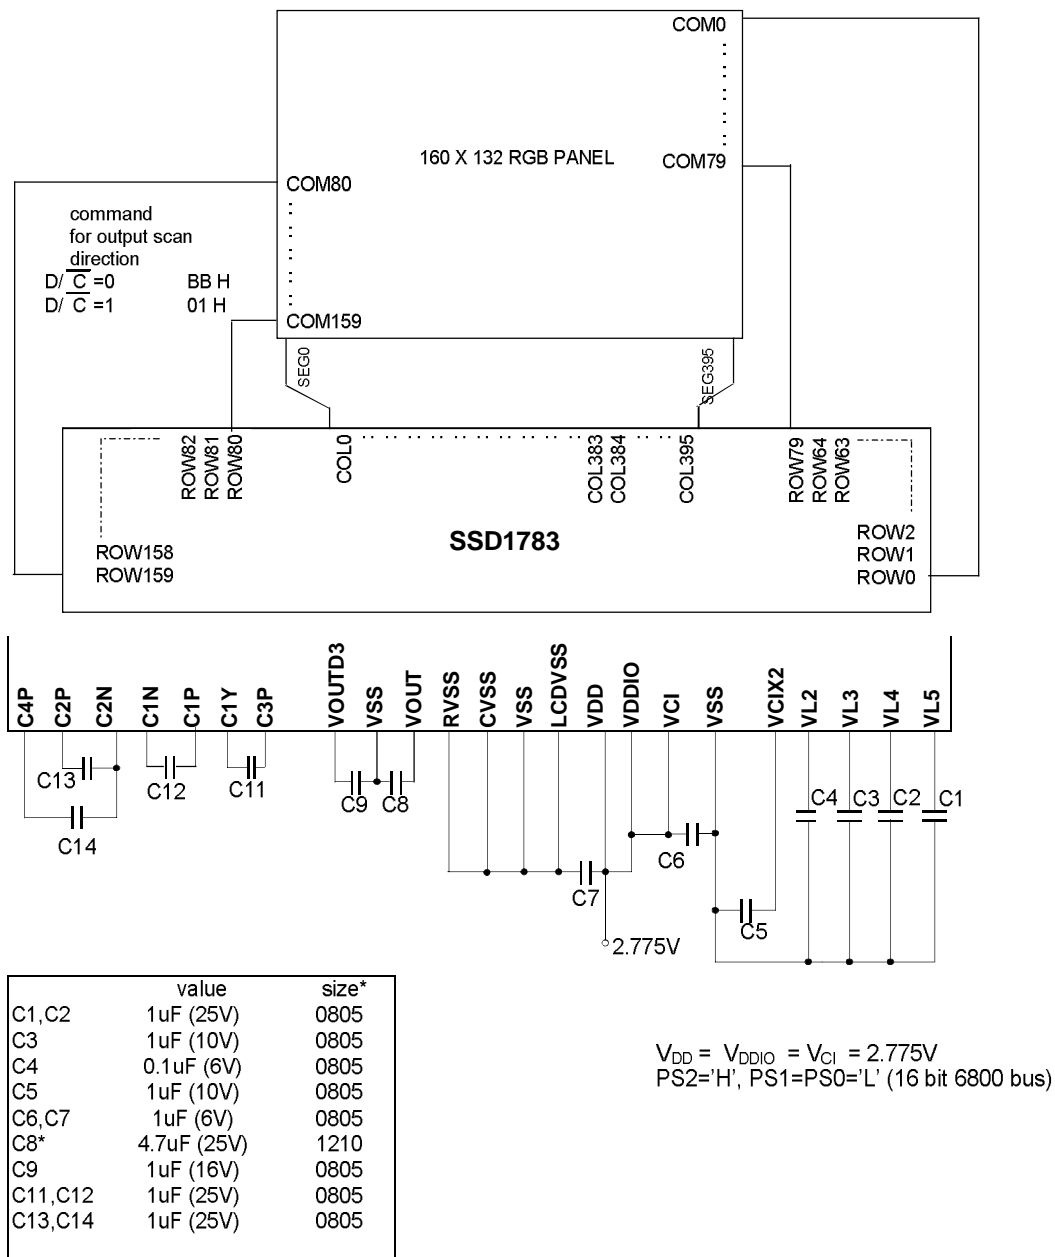 COM0
160 X 132 RGB PANEL
COM79
COM80
command
for output scan
direction
D/ C̅ =0 BB H
D/ C̅ =1 01 H
COM159
SEG0
SEG395
ROW82
ROW81
ROW80
COL0
COL383
COL384
COL395
ROW79
ROW64
ROW63
SSD1783
ROW158
ROW159
ROW2
ROW1
ROW0
C4P
C2P
C2N
C1N
C1P
C1Y
C3P
VOUTD3
VSS
VOUT
RVSS
CVSS
VSS
LCDVSS
VDD
VDDIO
VCI
VSS
VCIX2
VL2
VL3
VL4
VL5
C13
C14
C12
C11
C9
C8
C7
C6
C5
C4
C3
C2
C1
2.775V
value size*
C1,C2 1uF (25V) 0805
C3 1uF (10V) 0805
C4 0.1uF (6V) 0805
C5 1uF (10V) 0805
C6,C7 1uF (6V) 0805
C8* 4.7uF (25V) 1210
C9 1uF (16V) 0805
C11,C12 1uF (25V) 0805
C13,C14 1uF (25V) 0805
VDD = VDDIO = VCI = 2.775V
PS2='H', PS1=PS0='L' (16 bit 6800 bus)